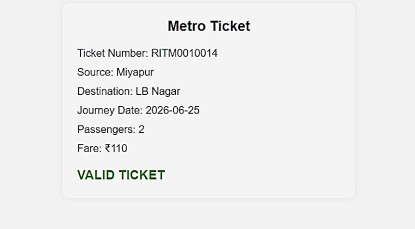 Metro Ticket
Ticket Number: RITM0010014
Source: Miyapur
Destination: LB Nagar
Journey Date: 2026-06-25
Passengers: 2
Fare: ₹110
VALID TICKET